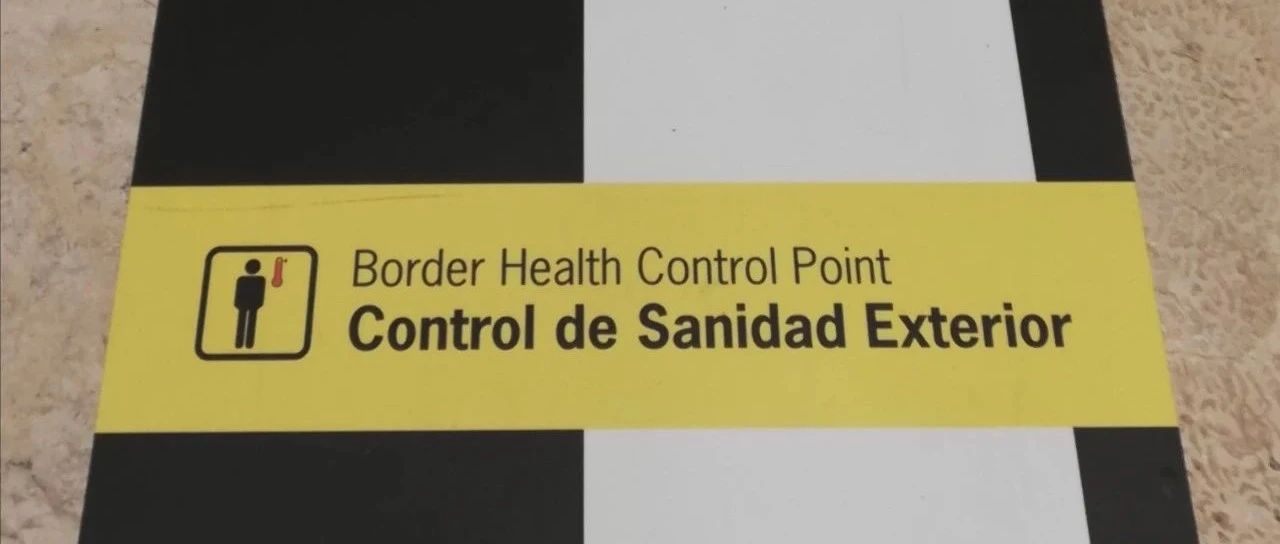 Border Health Control Point
Control de Sanidad Exterior